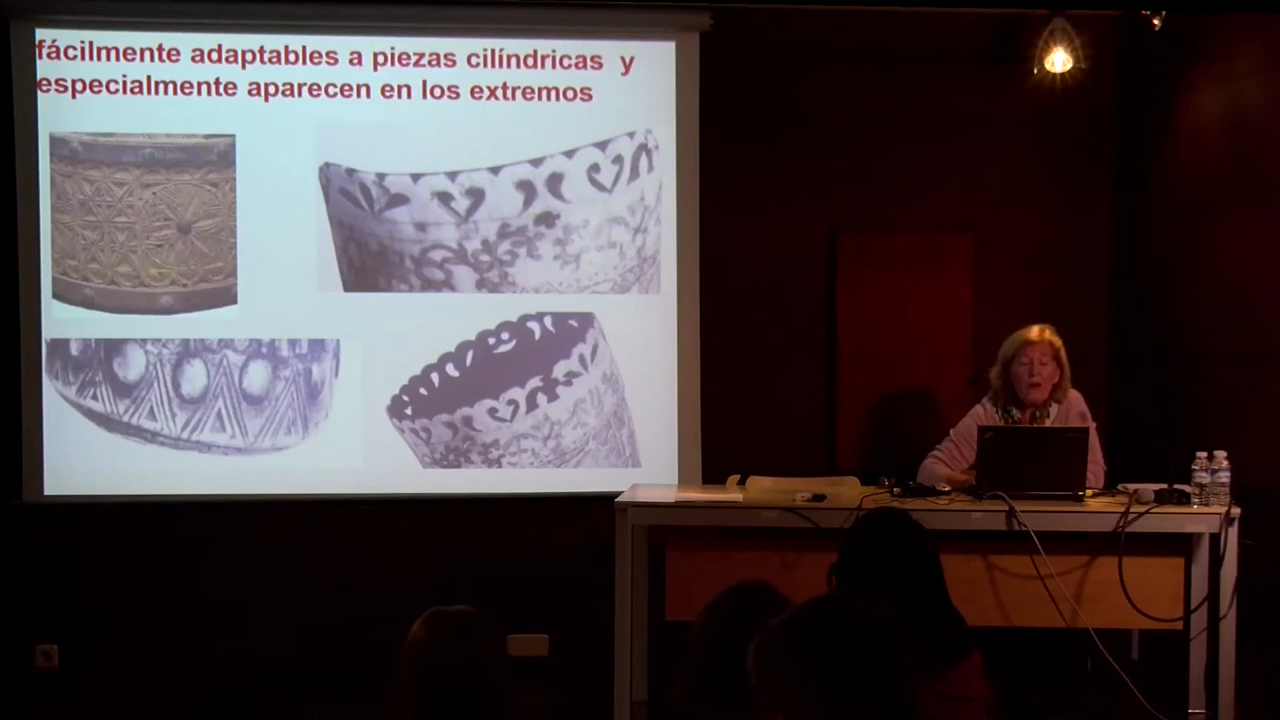 fácilmente adaptables a piezas cilíndricas y
especialmente aparecen en los extremos